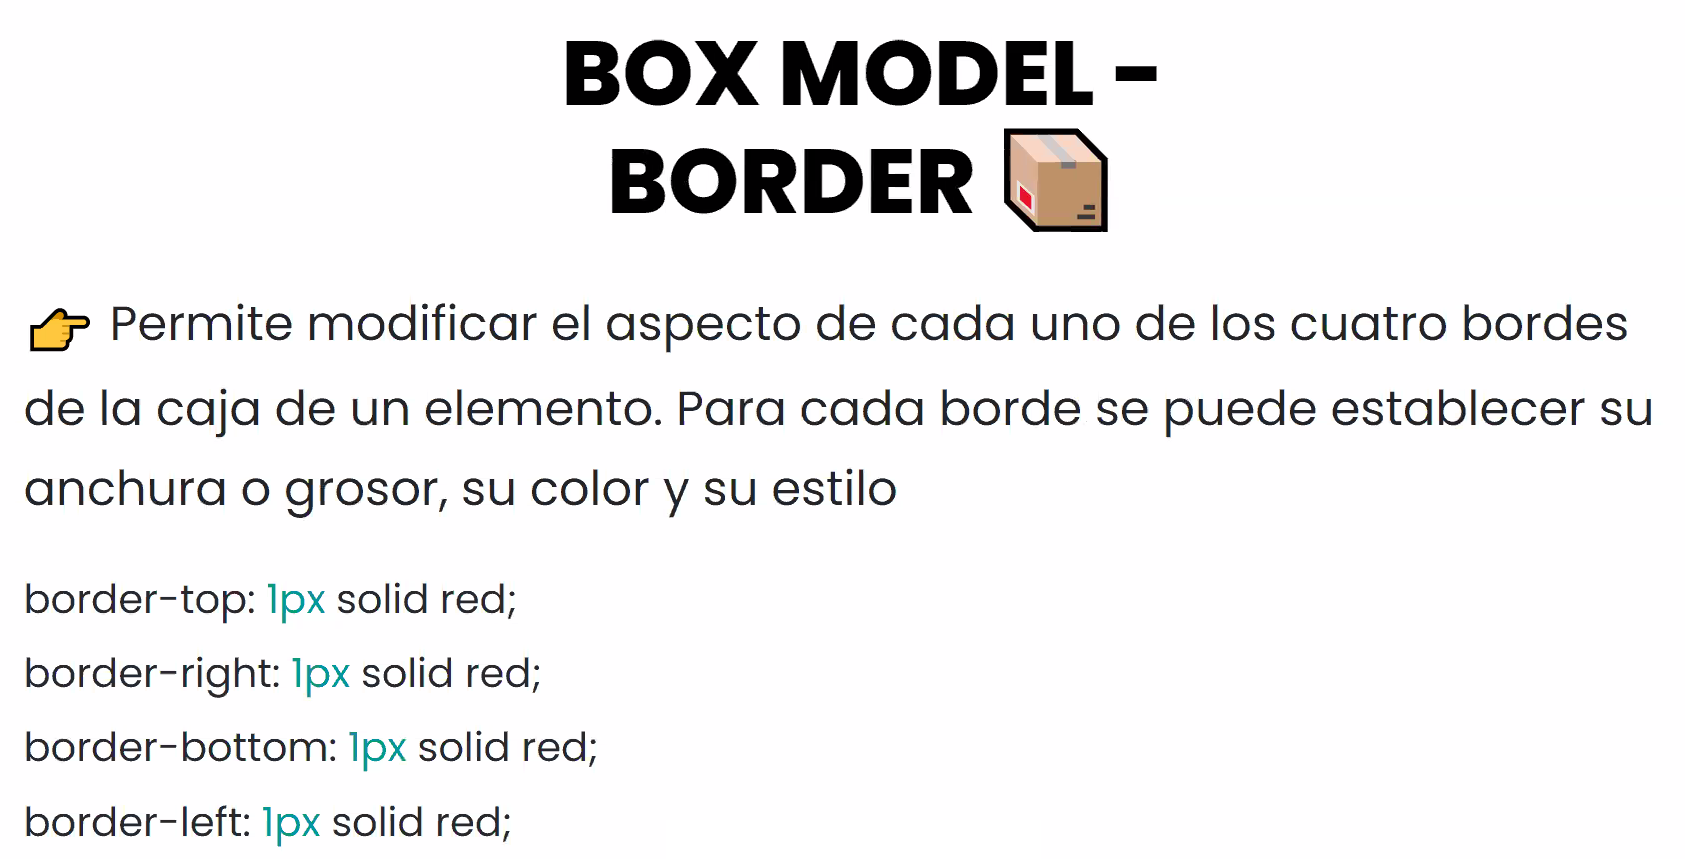 BOX MODEL -
BORDER
Permite modificar el aspecto de cada uno de los cuatro bordes
de la caja de un elemento. Para cada borde se puede establecer su
anchura o grosor, su color y su estilo
border-top: 1px solid red;
border-right: 1px solid red;
border-bottom: 1px solid red;
border-left: 1px solid red;